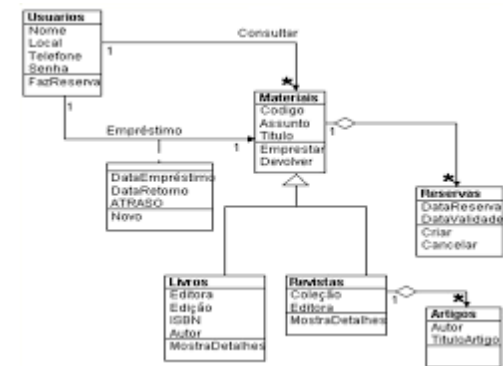 Usuarios
Nome
Local
Telefone
Senha
FazReserva
1
Consultar
*
1
Empréstimo
1
Materiais
Codigo
Assunto
Titulo
Emprestar
Devolver
1
*
DataEmpréstimo
DataRetorno
ATRASO
Novo
Reservas
DataReserva
DataValidade
Criar
Cancelar
Livros
Editora
Edição
ISBN
Autor
MostraDetalhes
Revistas
Coleção
Editora
MostraDetalhes
1
*
Artigos
Autor
TituloArtigo